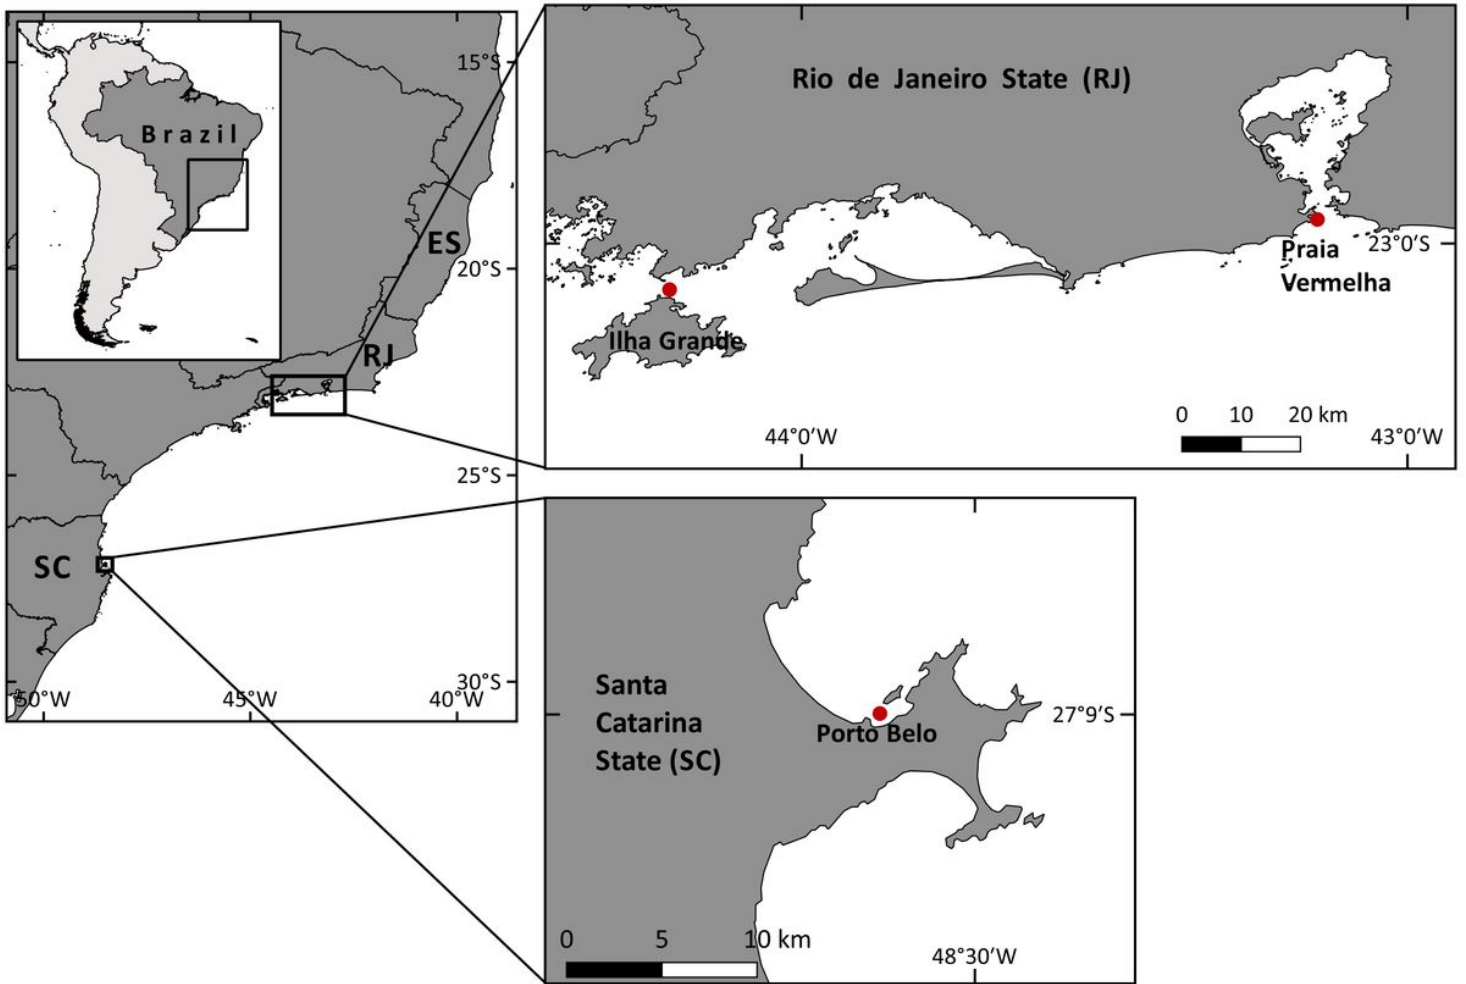 Brazil
15°S
ES
20°S
RJ
25°S
SC
30°S
50°W
45°W
40°W
Rio de Janeiro State (RJ)
Praia
Vermelha
23°0′S
Ilha Grande
0 10 20 km
44°0′W
43°0′W
Santa
Catarina
State (SC)
Porto Belo
27°9′S
0 5 10 km
48°30′W